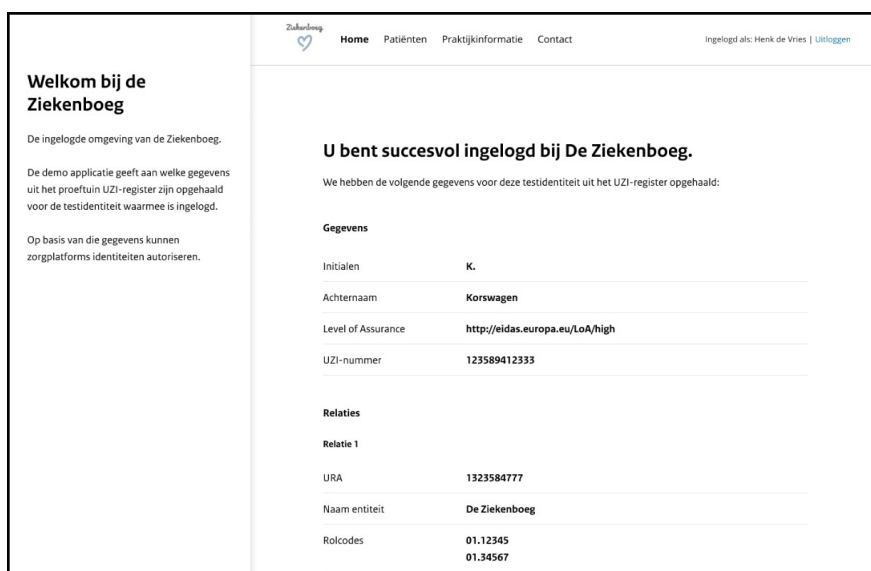 Ziekenboeg
Home Patiënten Praktijkinformatie Contact
Ingelogd als: Henk de Vries | Uitloggen
Welkom bij de
Ziekenboeg
De ingelogde omgeving van de Ziekenboeg.
De demo applicatie geeft aan welke gegevens
uit het proeftuin UZI-register zijn opgehaald
voor de testidentiteit waarmee is ingelogd.
Op basis van die gegevens kunnen
zorgplatforms identiteiten autoriseren.
U bent succesvol ingelogd bij De Ziekenboeg.
We hebben de volgende gegevens voor deze testidentiteit uit het UZI-register opgehaald:
Gegevens
Initialen K.
Achternaam Korswagen
Level of Assurance http://eidas.europa.eu/LoA/high
UZI-nummer 123589412333
Relaties
Relatie 1
URA 1323584777
Naam entiteit De Ziekenboeg
Rolcodes 01.12345
01.34567